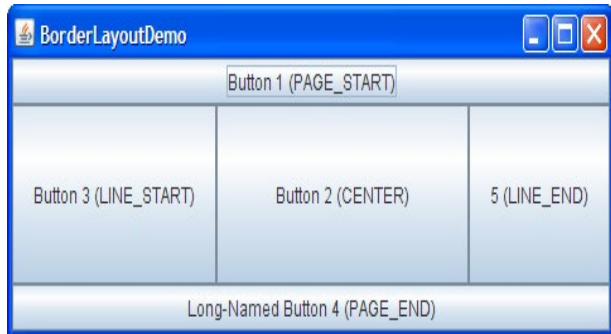 BorderLayoutDemo
Button 1 (PAGE_START)
Button 3 (LINE_START)
Button 2 (CENTER)
5 (LINE_END)
Long-Named Button 4 (PAGE_END)